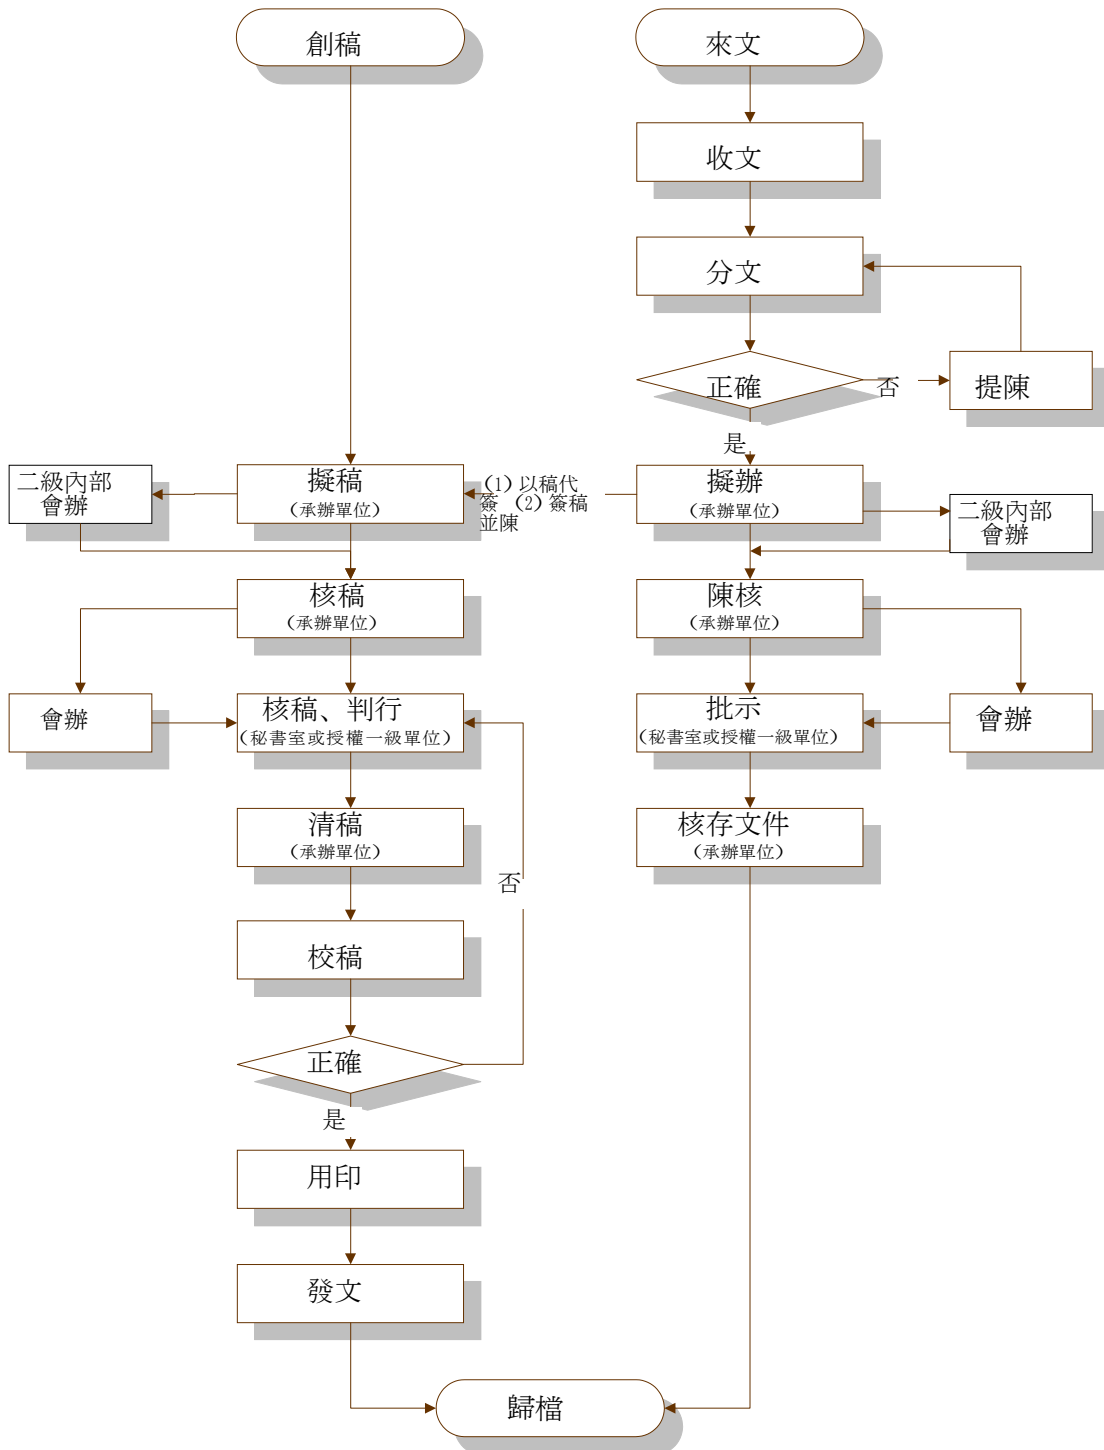 創稿
來文
收文
分文
正確
否
提陳
是
二級內部
會辦
擬稿
（承辦單位）
(1) 以稿代
簽 (2) 簽稿
並陳
擬辦
（承辦單位）
二級內部
會辦
核稿
（承辦單位）
陳核
（承辦單位）
會辦
核稿、判行
（秘書室或授權一級單位）
批示
（秘書室或授權一級單位）
會辦
清稿
（承辦單位）
核存文件
（承辦單位）
否
校稿
正確
是
用印
發文
歸檔